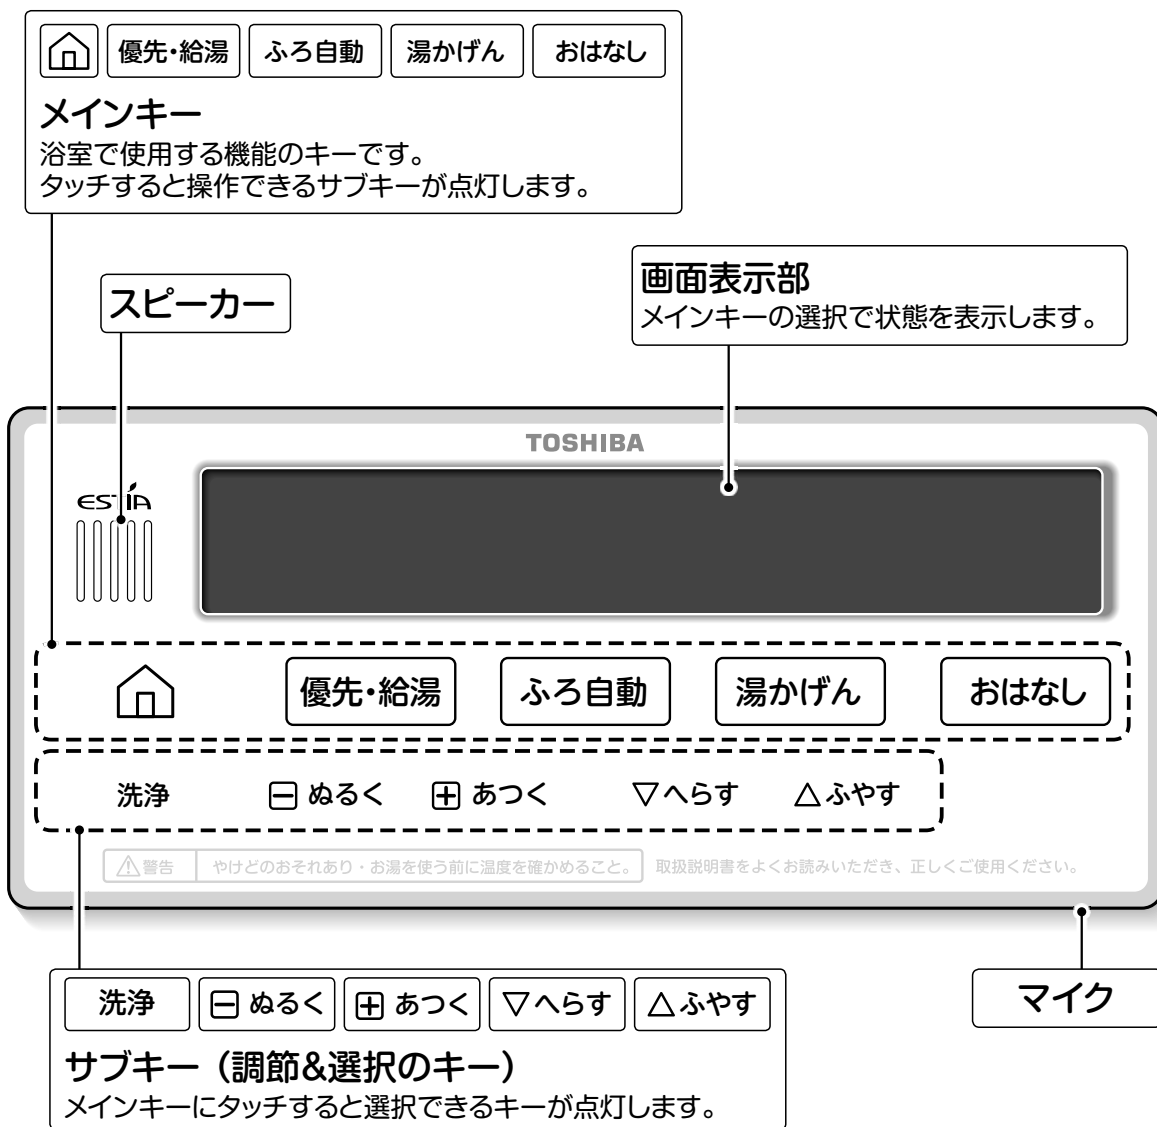 優先・給湯 ふろ自動 湯かげん おはなし
メインキー
浴室で使用する機能のキーです。
タッチすると操作できるサブキーが点灯します。
スピーカー
画面表示部
メインキーの選択で状態を表示します。
TOSHIBA
ESTIA
優先・給湯 ふろ自動 湯かげん おはなし
洗浄 ⊟ ぬるく ⊞ あつく ▽へらす △ふやす
⚠警告 やけどのおそれあり・お湯を使う前に温度を確かめること。 取扱説明書をよくお読みいただき、正しくご使用ください。
洗浄 ⊟ ぬるく ⊞ あつく ▽へらす △ふやす
マイク
サブキー（調節&選択のキー）
メインキーにタッチすると選択できるキーが点灯します。